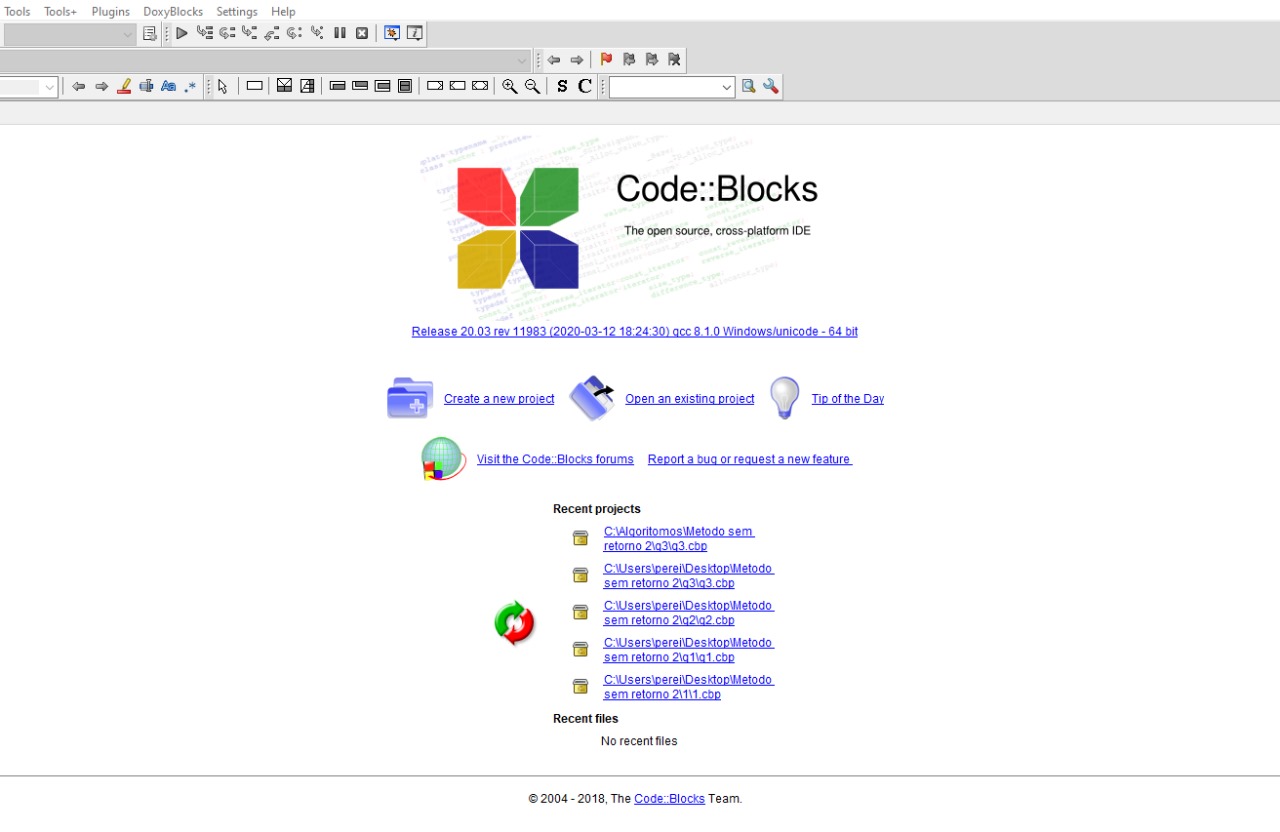 Tools Tools+ Plugins DoxyBlocks Settings Help
S C
Code::Blocks
The open source, cross-platform IDE
Release 20.03 rev 11983 (2020-03-12 18:24:30) gcc 8.1.0 Windows/unicode - 64 bit
Create a new project Open an existing project Tip of the Day
Visit the Code::Blocks forums Report a bug or request a new feature
Recent projects
C:\Algoritomos\Metodo sem
retorno 2\q3\q3.cbp
C:\Users\perei\Desktop\Metodo
sem retorno 2\q3\q3.cbp
C:\Users\perei\Desktop\Metodo
sem retorno 2\q2\q2.cbp
C:\Users\perei\Desktop\Metodo
sem retorno 2\q1\q1.cbp
C:\Users\perei\Desktop\Metodo
sem retorno 2\1\1.cbp
Recent files
No recent files
© 2004 - 2018, The Code::Blocks Team.